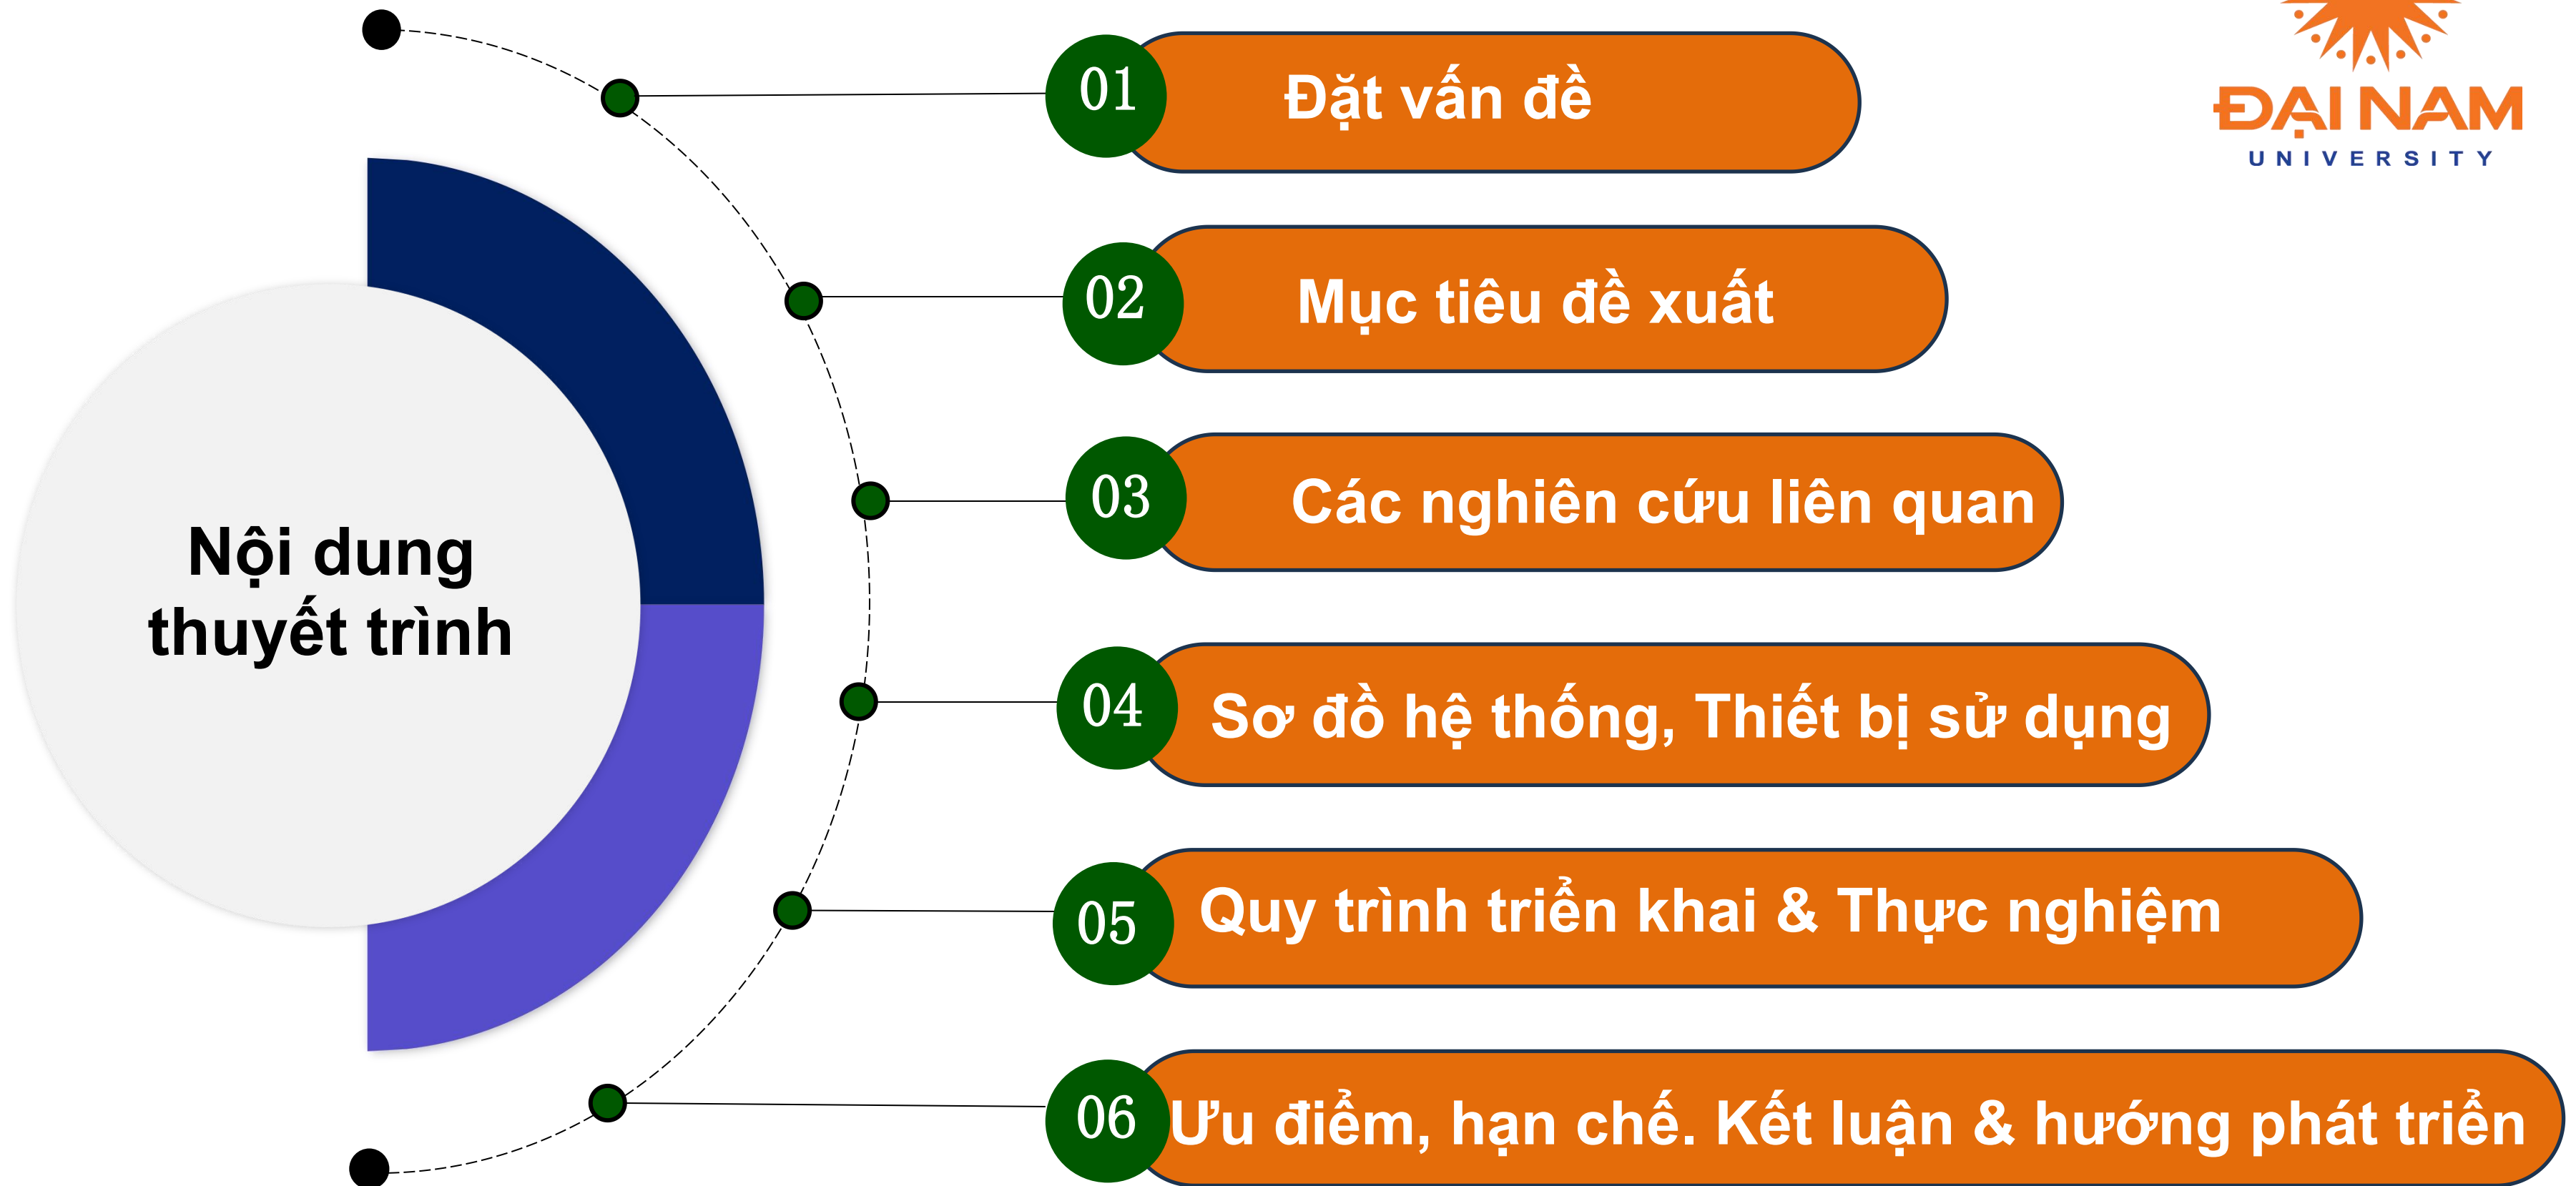 ĐẠI NAM
UNIVERSITY
Nội dung
thuyết trình
01
Đặt vấn đề
02
Mục tiêu đề xuất
03
Các nghiên cứu liên quan
04
Sơ đồ hệ thống, Thiết bị sử dụng
05
Quy trình triển khai & Thực nghiệm
06
Ưu điểm, hạn chế. Kết luận & hướng phát triển